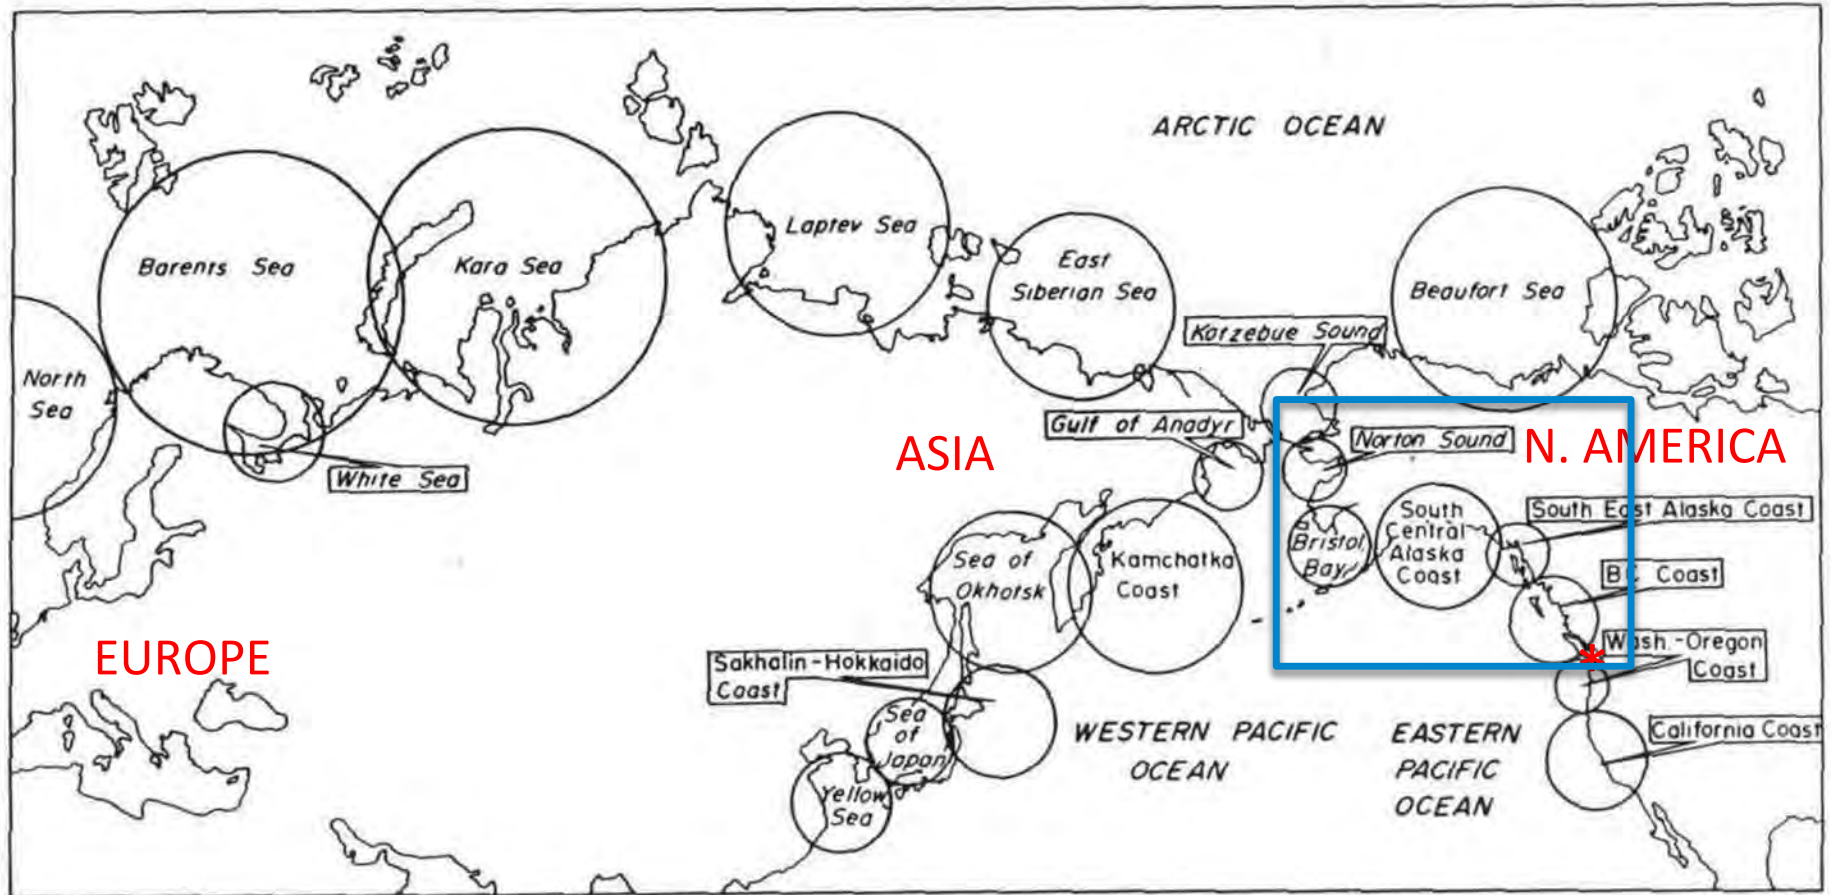 ARCTIC OCEAN
Laptev Sea
Barents Sea
Kara Sea
East
Siberian Sea
Beaufort Sea
Kotzebue Sound
North
Sea
Gulf of Anadyr
Norton Sound
ASIA
N. AMERICA
White Sea
South
Central
Alaska
Coast
South East Alaska Coast
Bristol
Bay
Sea of
Okhotsk
Kamchatka
Coast
BC Coast
EUROPE
Sakhalin-Hokkaido
Coast
Wash.-Oregon
Coast
*
Sea
of
Japan
WESTERN PACIFIC
OCEAN
EASTERN
PACIFIC
OCEAN
California Coast
Yellow
Sea